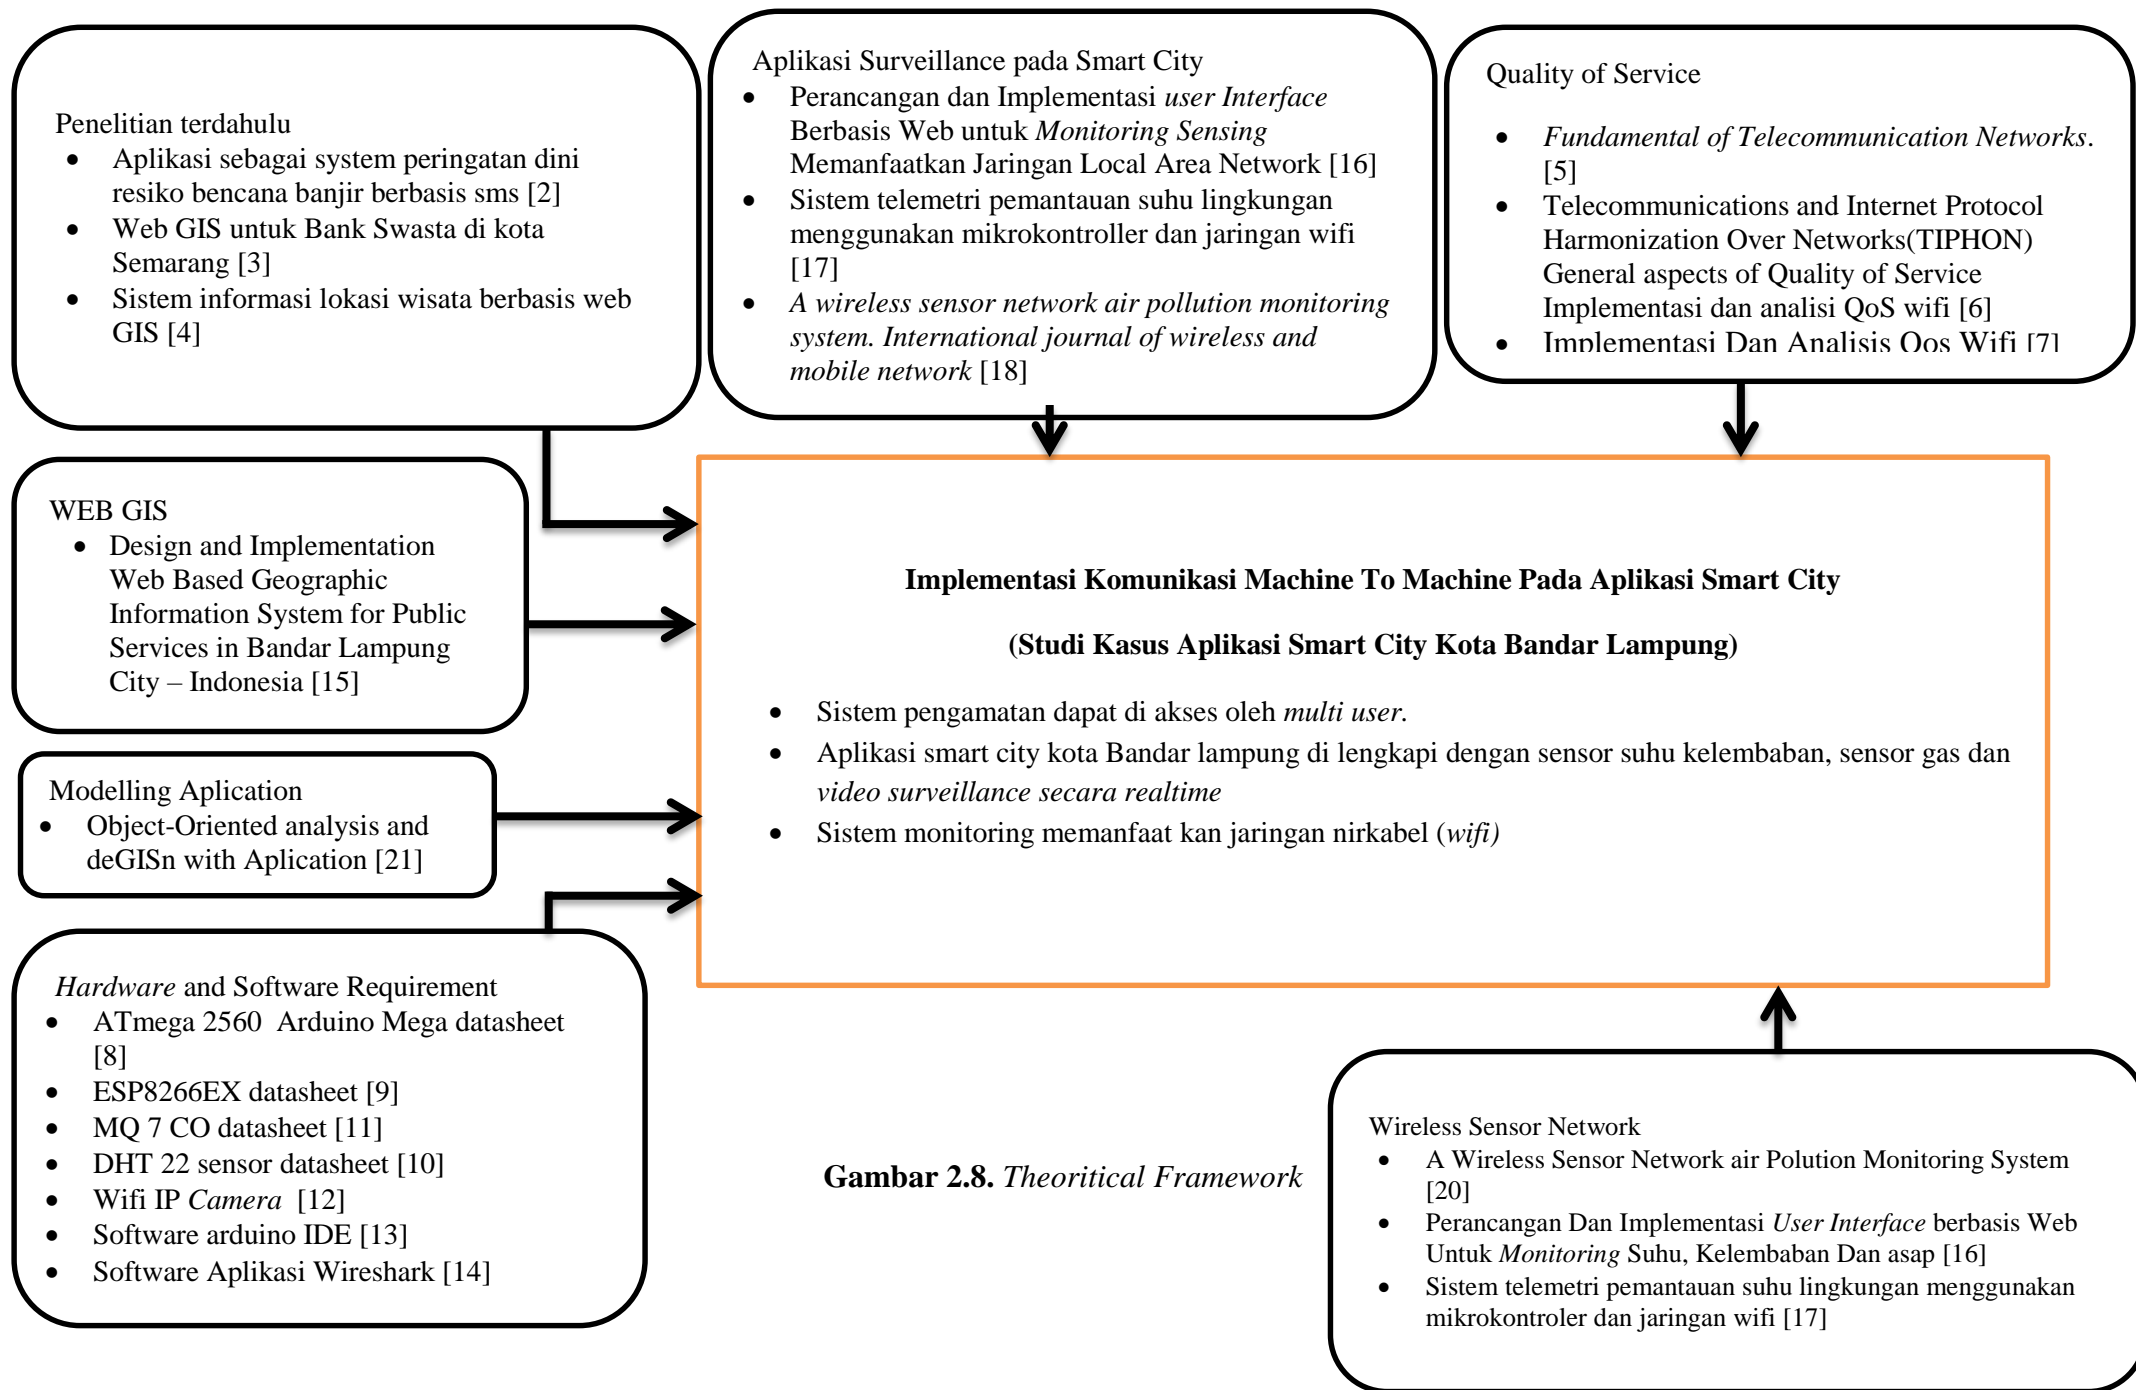 Penelitian terdahulu
• Aplikasi sebagai system peringatan dini
resiko bencana banjir berbasis sms [2]
• Web GIS untuk Bank Swasta di kota
Semarang [3]
• Sistem informasi lokasi wisata berbasis web
GIS [4]
Aplikasi Surveillance pada Smart City
• Perancangan dan Implementasi user Interface
Berbasis Web untuk Monitoring Sensing
Memanfaatkan Jaringan Local Area Network [16]
• Sistem telemetri pemantauan suhu lingkungan
menggunakan mikrokontroller dan jaringan wifi
[17]
• A wireless sensor network air pollution monitoring
system. International journal of wireless and
mobile network [18]
Quality of Service
• Fundamental of Telecommunication Networks.
[5]
• Telecommunications and Internet Protocol
Harmonization Over Networks(TIPHON)
General aspects of Quality of Service
Implementasi dan analisi QoS wifi [6]
• Implementasi Dan Analisis Qos Wifi [7]
WEB GIS
• Design and Implementation
Web Based Geographic
Information System for Public
Services in Bandar Lampung
City – Indonesia [15]
Modelling Aplication
• Object-Oriented analysis and
deGISn with Aplication [21]
Hardware and Software Requirement
• ATmega 2560 Arduino Mega datasheet
[8]
• ESP8266EX datasheet [9]
• MQ 7 CO datasheet [11]
• DHT 22 sensor datasheet [10]
• Wifi IP Camera [12]
• Software arduino IDE [13]
• Software Aplikasi Wireshark [14]
Implementasi Komunikasi Machine To Machine Pada Aplikasi Smart City
(Studi Kasus Aplikasi Smart City Kota Bandar Lampung)
• Sistem pengamatan dapat di akses oleh multi user.
• Aplikasi smart city kota Bandar lampung di lengkapi dengan sensor suhu kelembaban, sensor gas dan
video surveillance secara realtime
• Sistem monitoring memanfaat kan jaringan nirkabel (wifi)
Wireless Sensor Network
• A Wireless Sensor Network air Polution Monitoring System
[20]
• Perancangan Dan Implementasi User Interface berbasis Web
Untuk Monitoring Suhu, Kelembaban Dan asap [16]
• Sistem telemetri pemantauan suhu lingkungan menggunakan
mikrokontroler dan jaringan wifi [17]
Gambar 2.8. Theoritical Framework